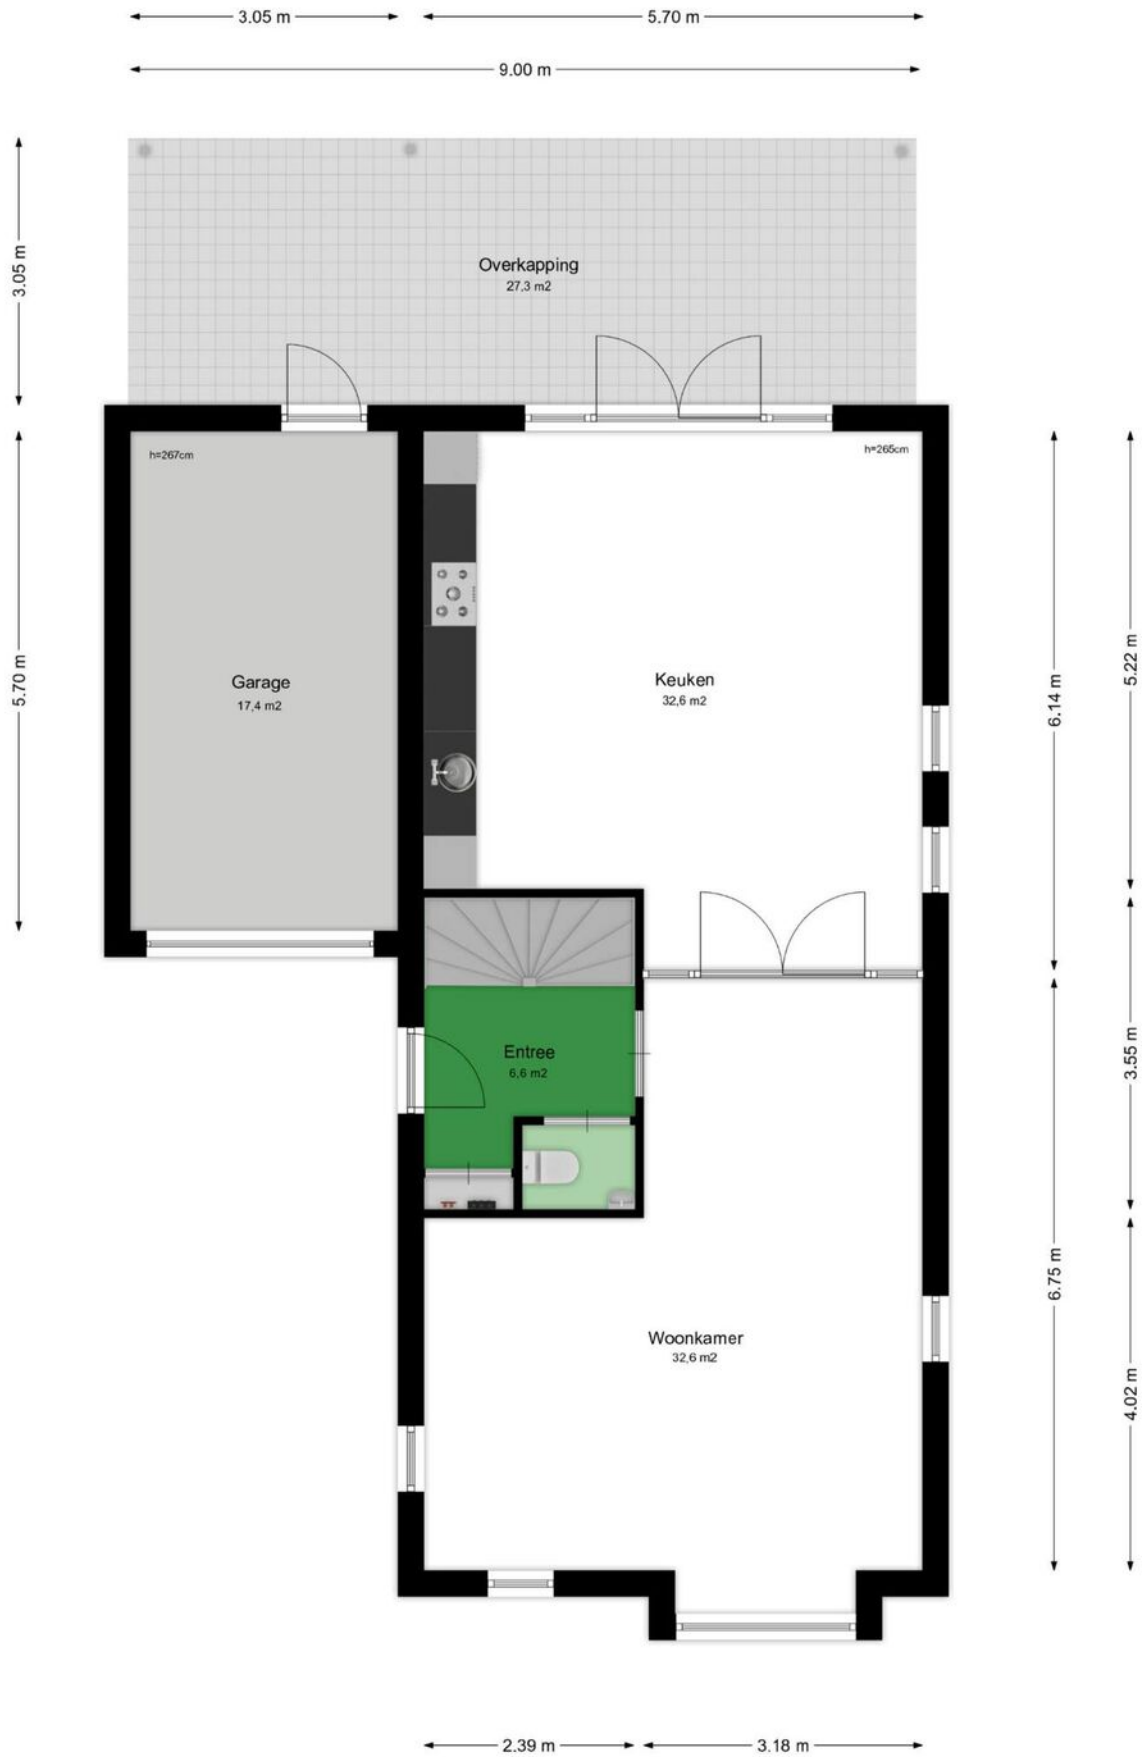 3.05 m
5.70 m
9.00 m
3.05 m
Overkapping
27,3 m2
h=267cm
h=265cm
5.70 m
Garage
17,4 m2
Keuken
32,6 m2
6.14 m
5.22 m
Entree
6,6 m2
3.55 m
6.75 m
Woonkamer
32,6 m2
4.02 m
2.39 m
3.18 m